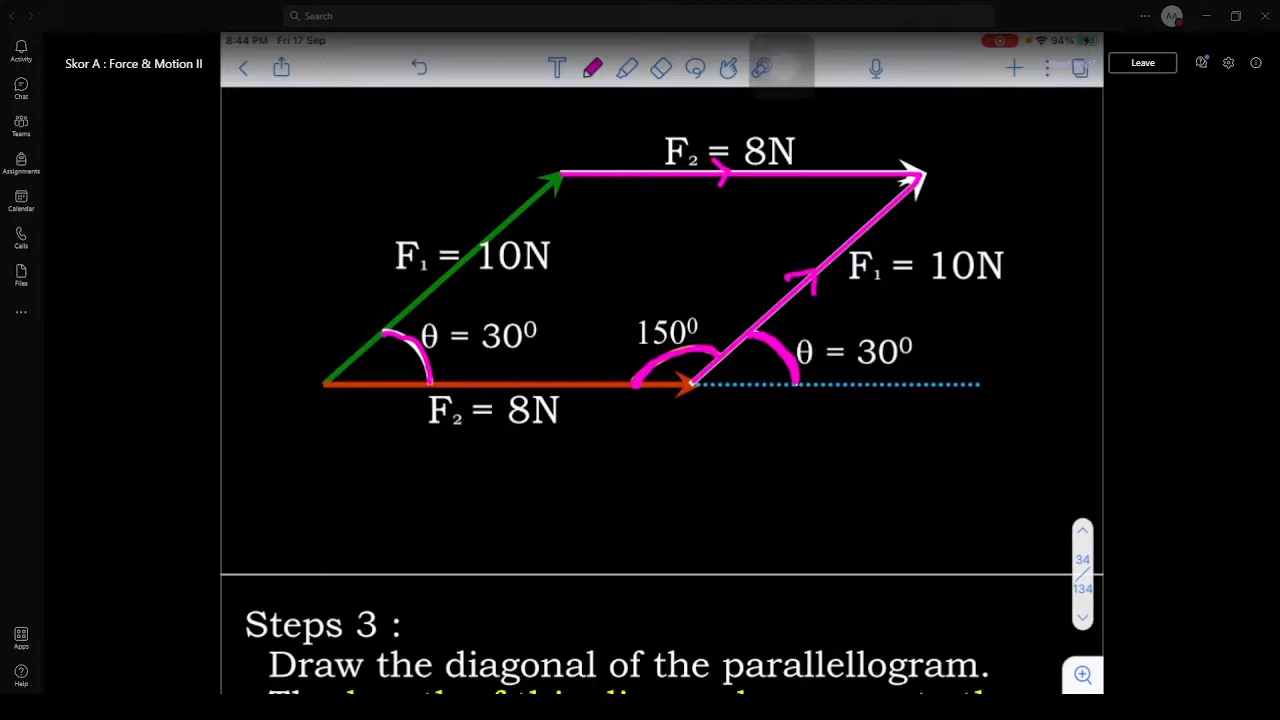 Search
AA
8:44 PM Fri 17 Sep
94%
Activity
Skor A : Force & Motion II
Leave
Chat
Teams
Assignments
Calendar
Calls
Files
F₂ = 8N
F₁ = 10N
F₁ = 10N
θ = 30⁰
150⁰
θ = 30⁰
F₂ = 8N
34
134
Steps 3 :
Draw the diagonal of the parallellogram.
Apps
Help